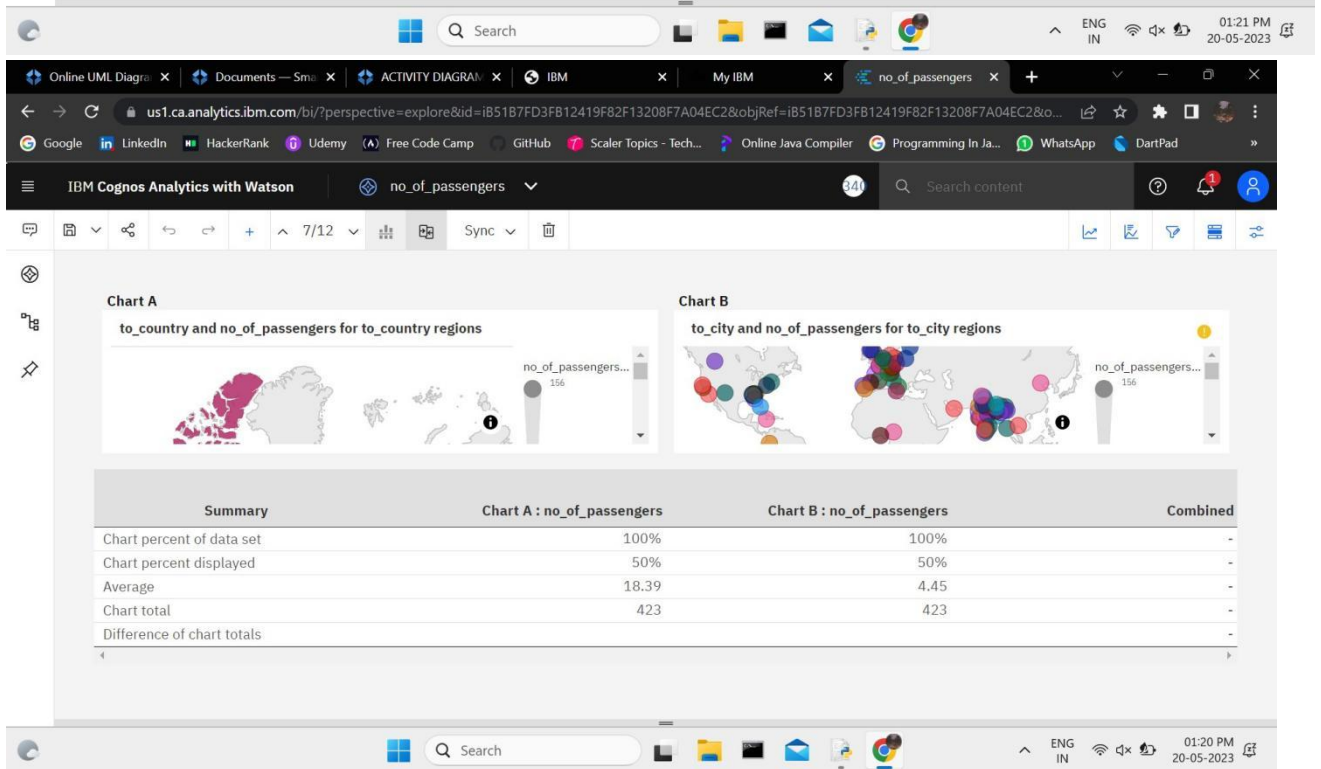 Search
ENG
IN
01:21 PM
20-05-2023
Online UML Diagra Documents — Sma ACTIVITY DIAGRAM IBM My IBM no_of_passengers
us1.ca.analytics.ibm.com/bi/?perspective=explore&id=iB51B7FD3FB12419F82F13208F7A04EC2&objRef=iB51B7FD3FB12419F82F13208F7A04EC2&o...
Google LinkedIn HackerRank Udemy Free Code Camp GitHub Scaler Topics - Tech... Online Java Compiler Programming In Ja... WhatsApp DartPad »
IBM Cognos Analytics with Watson no_of_passengers 340 Search content 1
7/12 Sync
Chart A Chart B
to_country and no_of_passengers for to_country regions to_city and no_of_passengers for to_city regions
no_of_passengers... no_of_passengers...
156 156
Summary Chart A : no_of_passengers Chart B : no_of_passengers Combined
Chart percent of data set 100% 100% -
Chart percent displayed 50% 50% -
Average 18.39 4.45 -
Chart total 423 423 -
Difference of chart totals -
Search
ENG
IN
01:20 PM
20-05-2023